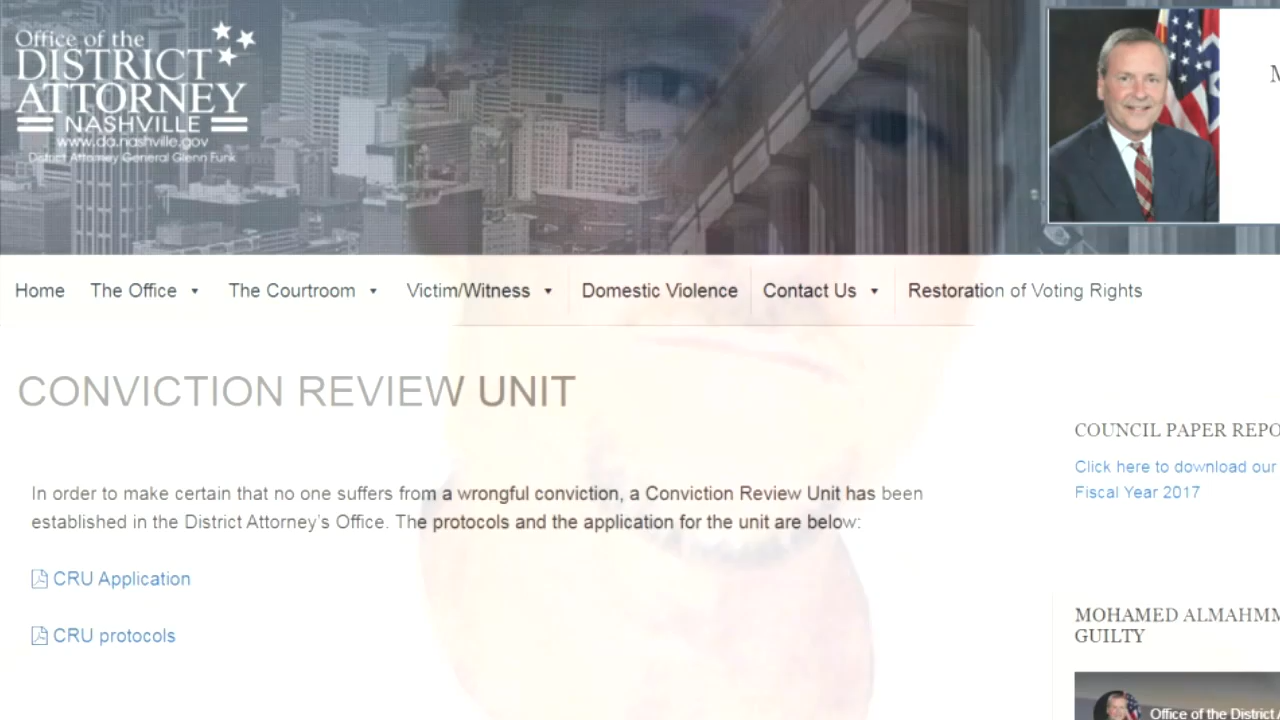 Office of the
DISTRICT
ATTORNEY
NASHVILLE
www.da.nashville.gov
District Attorney General Glenn Funk
M
Home The Office The Courtroom Victim/Witness Domestic Violence Contact Us Restoration of Voting Rights
CONVICTION REVIEW UNIT
In order to make certain that no one suffers from a wrongful conviction, a Conviction Review Unit has been
established in the District Attorney's Office. The protocols and the application for the unit are below:
CRU Application
CRU protocols
COUNCIL PAPER REPO
Click here to download our
Fiscal Year 2017
MOHAMED ALMAHMM
GUILTY
Office of the District A